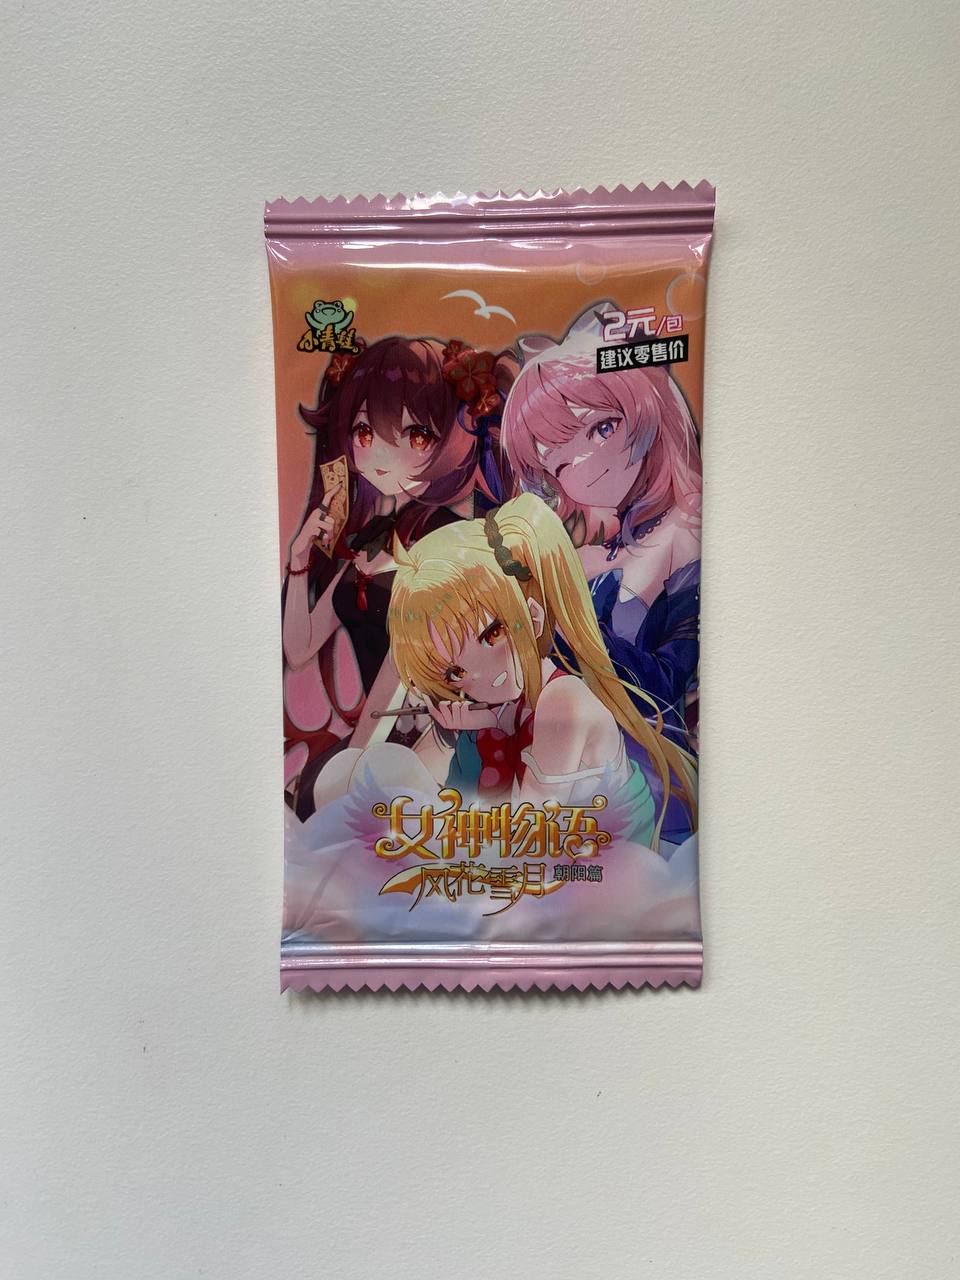 小青蛙
2元/包
建议零售价
女神物语
风花雪月 朝阳篇